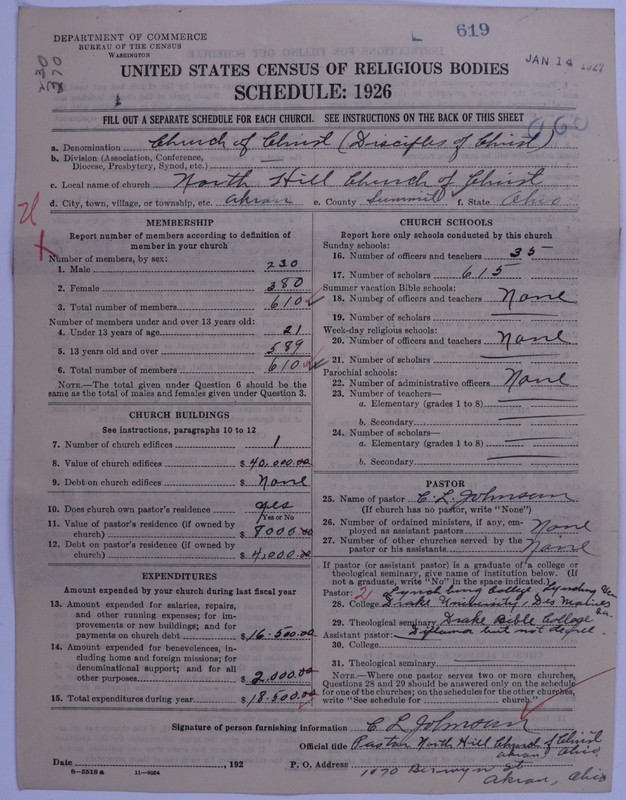 DEPARTMENT OF COMMERCE
BUREAU OF THE CENSUS
WASHINGTON
619
JAN 14 1927
230
370
UNITED STATES CENSUS OF RELIGIOUS BODIES
SCHEDULE: 1926
1
FILL OUT A SEPARATE SCHEDULE FOR EACH CHURCH. SEE INSTRUCTIONS ON THE BACK OF THIS SHEET
960
a. Denomination Church of Christ (Disciples of Christ)
b. Division (Association, Conference,
Diocese, Presbytery, Synod, etc.) —
c. Local name of church North Hill Church of Christ
d. City, town, village, or township, etc. Akron e. County Summit f. State Ohio
MEMBERSHIP
Report number of members according to definition of
member in your church
Number of members, by sex:
1. Male 230
2. Female 380
3. Total number of members 610
Number of members under and over 13 years old:
4. Under 13 years of age 21
5. 13 years old and over 589
6. Total number of members 610
NOTE.—The total given under Question 6 should be the
same as the total of males and females given under Question 3.
CHURCH BUILDINGS
See instructions, paragraphs 10 to 12
7. Number of church edifices 1
8. Value of church edifices $ 40,000.00
9. Debt on church edifices $ None
10. Does church own pastor's residence yes
(Yes or No)
11. Value of pastor's residence (if owned by
church) $ 8000.00
12. Debt on pastor's residence (if owned by
church) $ 4,000.00
EXPENDITURES
Amount expended by your church during last fiscal year
13. Amount expended for salaries, repairs,
and other running expenses; for im-
provements or new buildings; and for
payments on church debt $ 16.500.00
14. Amount expended for benevolences, in-
cluding home and foreign missions; for
denominational support; and for all
other purposes $ 2,000.00
15. Total expenditures during year $ 18.500.00
CHURCH SCHOOLS
Report here only schools conducted by this church
Sunday schools:
16. Number of officers and teachers 35
17. Number of scholars 615
Summer vacation Bible schools:
18. Number of officers and teachers None
19. Number of scholars
Week-day religious schools:
20. Number of officers and teachers None
21. Number of scholars
Parochial schools:
22. Number of administrative officers None
23. Number of teachers—
a. Elementary (grades 1 to 8)
b. Secondary
24. Number of scholars—
a. Elementary (grades 1 to 8)
b. Secondary
PASTOR
25. Name of pastor C. L. Johnson
(If church has no pastor, write "None")
26. Number of ordained ministers, if any, em-
ployed as assistant pastors None
27. Number of other churches served by the
pastor or his assistants None
If pastor (or assistant pastor) is a graduate of a college or
theological seminary, give name of institution below. (If
not a graduate, write "No" in the space indicated.)
Pastor: 2 Lynchburg College, Lynchburg Va
28. College Drake University, Des Moines
29. Theological seminary Drake Bible College
Assistant pastor: Diploma but not degree.
30. College
31. Theological seminary
NOTE.—Where one pastor serves two or more churches,
Questions 28 and 29 should be answered only on the schedule
for one of the churches; on the schedules for the other churches,
write "See schedule for church."
Signature of person furnishing information C L Johnson
Official title Pastor North Hill Church of Christ
Akron, Ohio
Date , 192 P. O. Address 1070 Berwyn St
Akron, Ohio
8—5518 a 11—9054